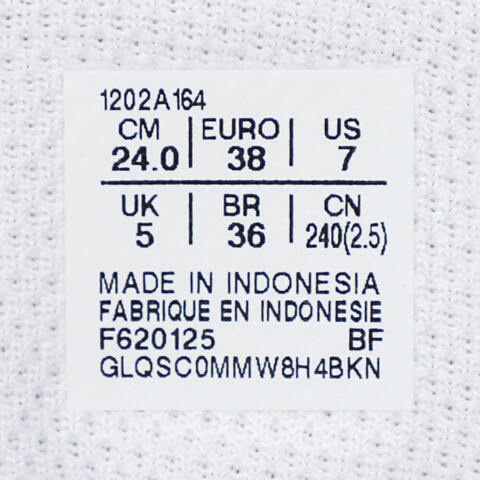 1202A164
CM | EURO | US
24.0 | 38 | 7
UK | BR | CN
5 | 36 | 240(2.5)
MADE IN INDONESIA
FABRIQUE EN INDONESIE
F620125 BF
GLQSC0MMW8H4BKN